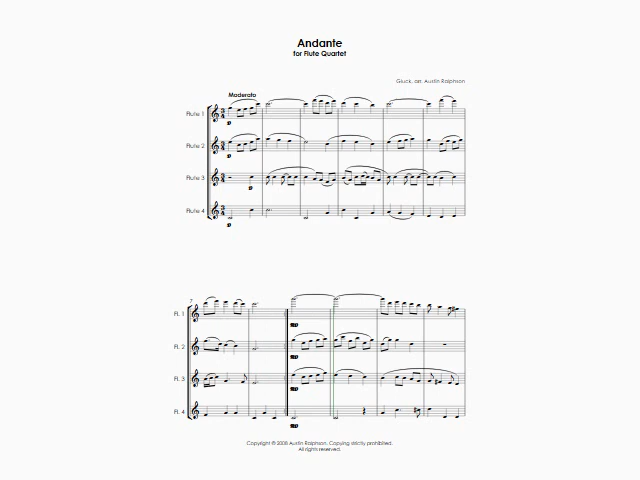 Andante
for Flute Quartet
Gluck, arr. Austin Ralphson
Moderato
Flute 1
Flute 2
Flute 3
Flute 4
7
Fl. 1
Fl. 2
Fl. 3
Fl. 4
Copyright © 2008 Austin Ralphson. Copying strictly prohibited.
All rights reserved.